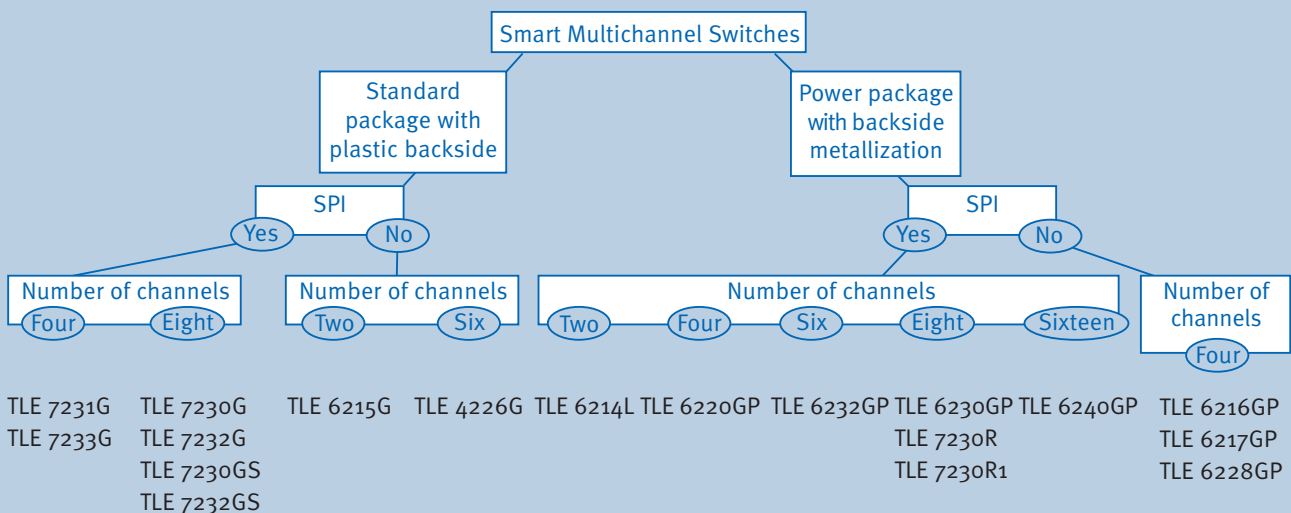 Smart Multichannel Switches
Standard
package with
plastic backside
Power package
with backside
metallization
SPI
Yes
No
SPI
Yes
No
Number of channels
Four
Eight
Number of channels
Two
Six
Number of channels
Two
Four
Six
Eight
Sixteen
Number of
channels
Four
TLE 7231G
TLE 7233G
TLE 7230G
TLE 7232G
TLE 7230GS
TLE 7232GS
TLE 6215G
TLE 4226G
TLE 6214L
TLE 6220GP
TLE 6232GP
TLE 6230GP
TLE 7230R
TLE 7230R1
TLE 6240GP
TLE 6216GP
TLE 6217GP
TLE 6228GP